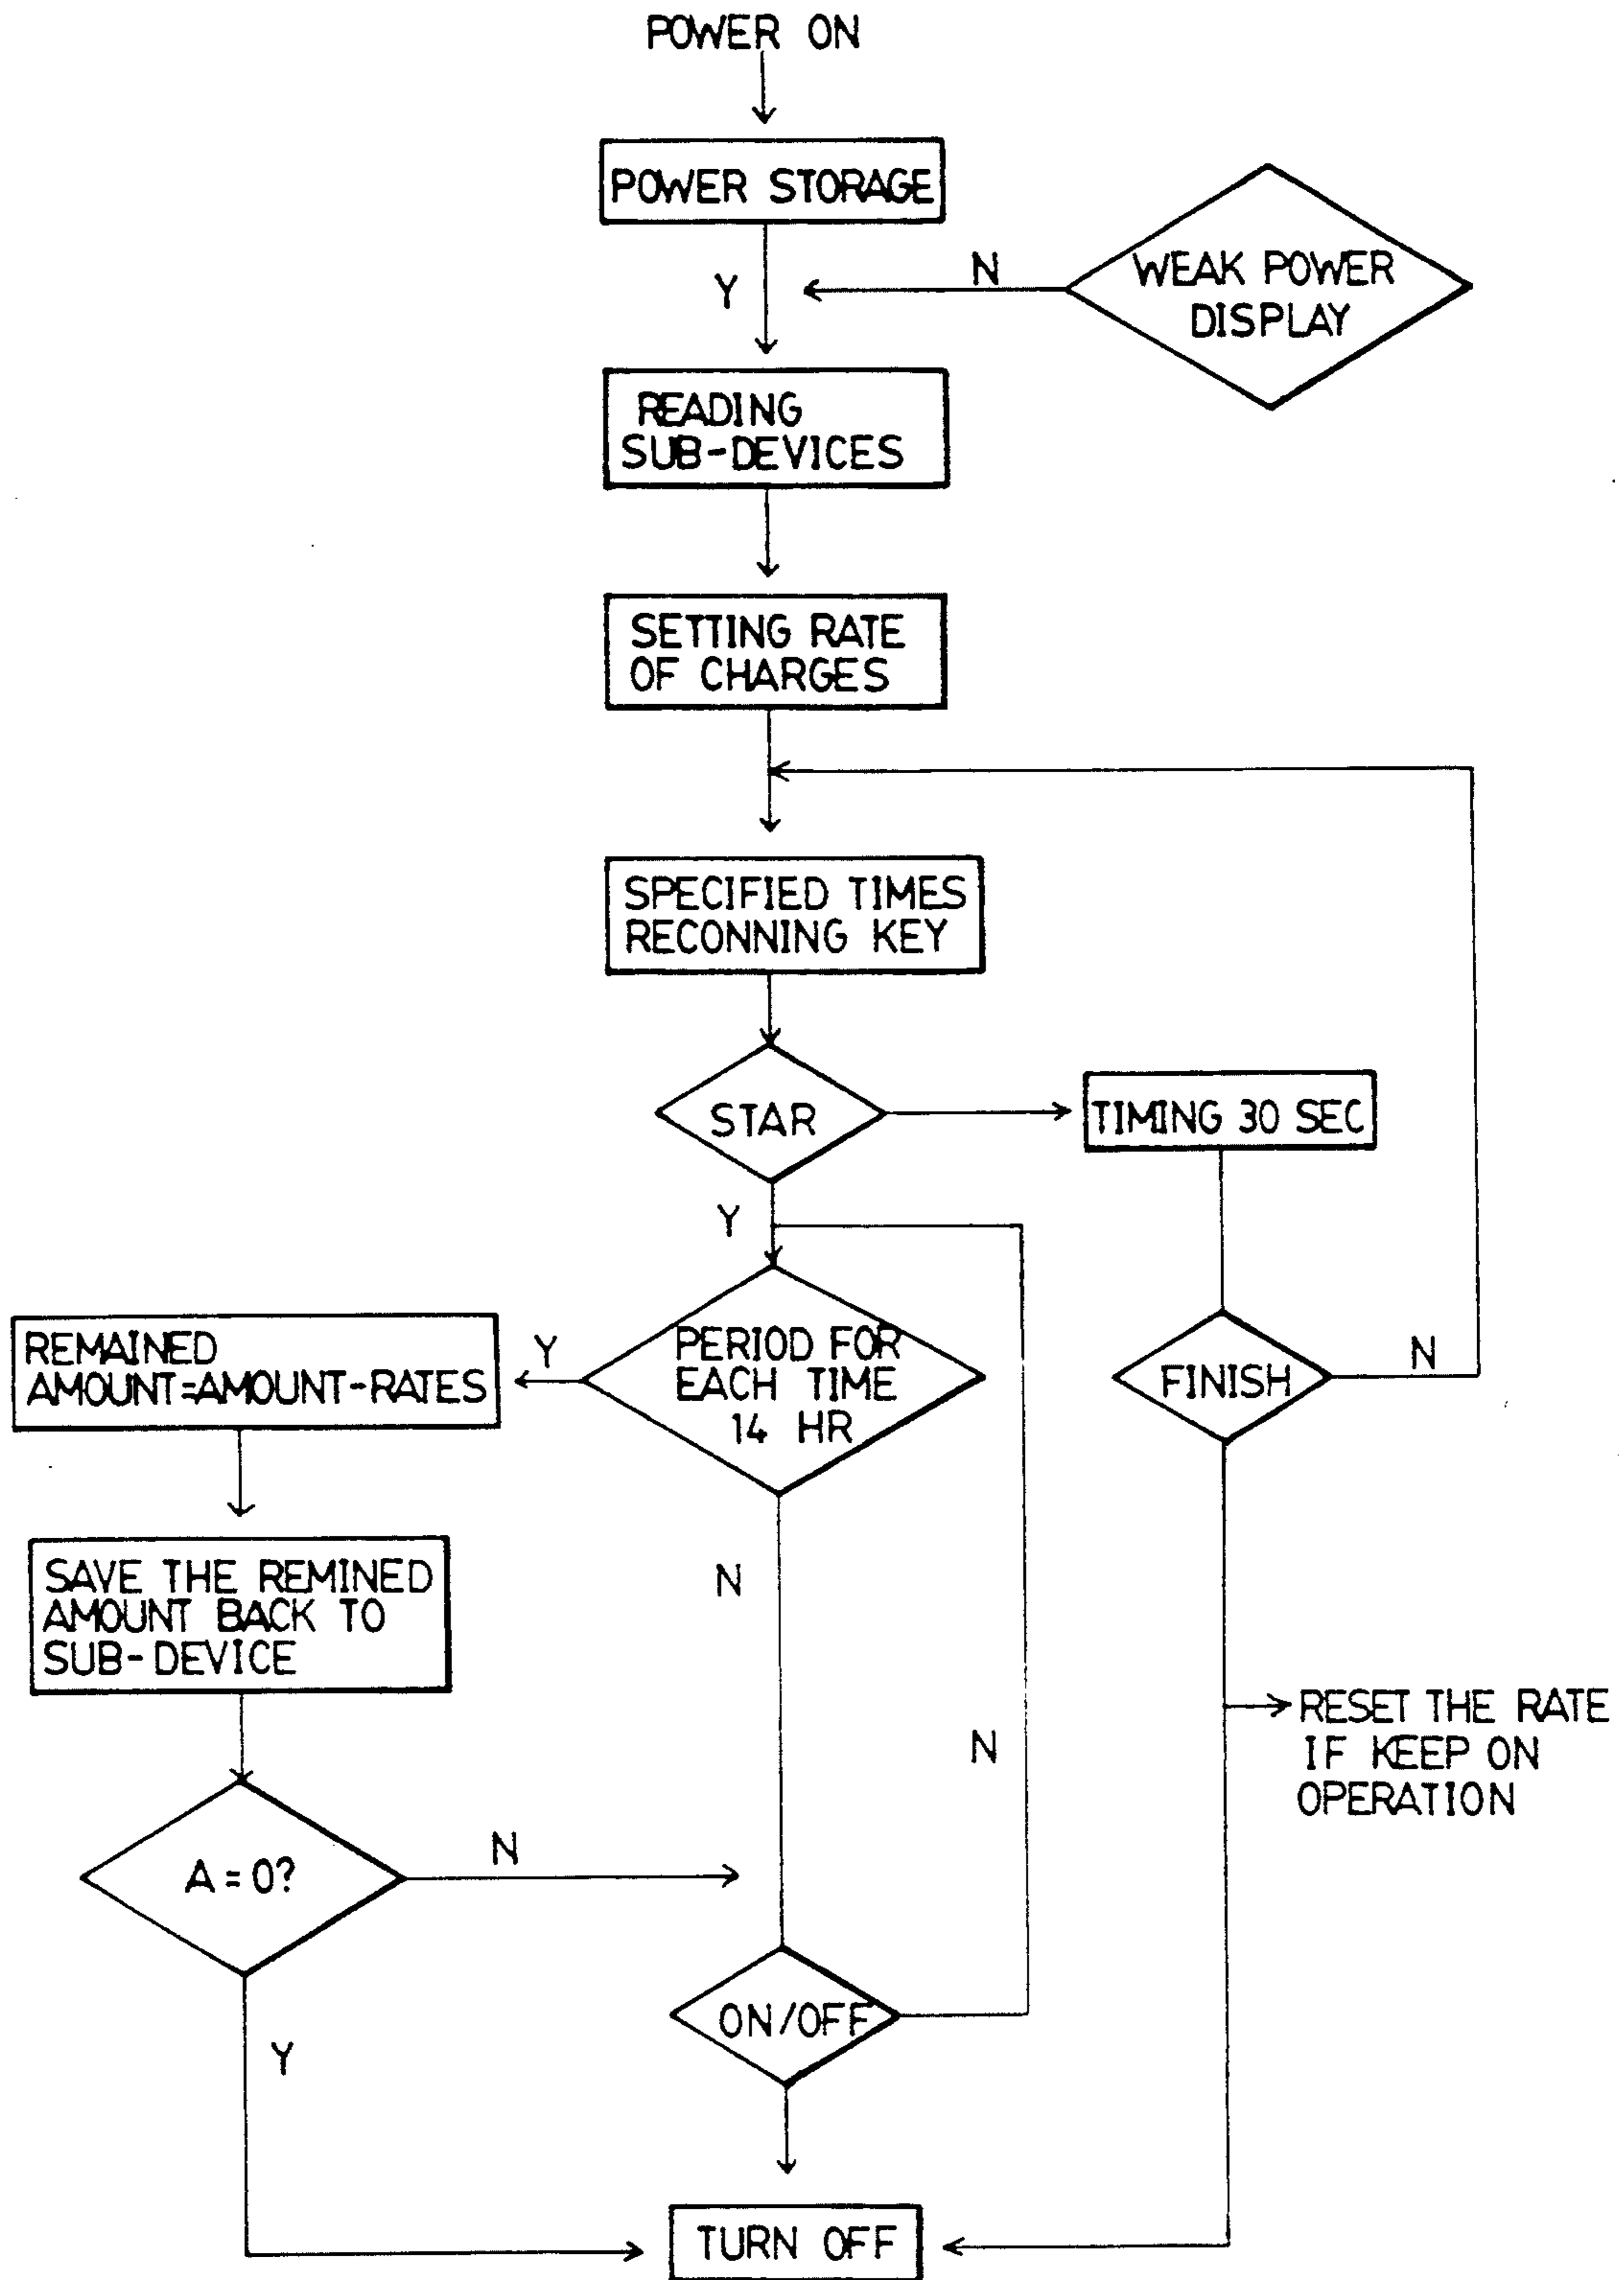 POWER ON
POWER STORAGE
Y
N
WEAK POWER
DISPLAY
READING
SUB-DEVICES
SETTING RATE
OF CHARGES
SPECIFIED TIMES
RECONNING KEY
STAR
TIMING 30 SEC
Y
REMAINED
AMOUNT=AMOUNT-RATES
Y
PERIOD FOR
EACH TIME
14 HR
FINISH
N
SAVE THE REMINED
AMOUNT BACK TO
SUB-DEVICE
N
N
RESET THE RATE
IF KEEP ON
OPERATION
A=0?
N
ON/OFF
Y
TURN OFF